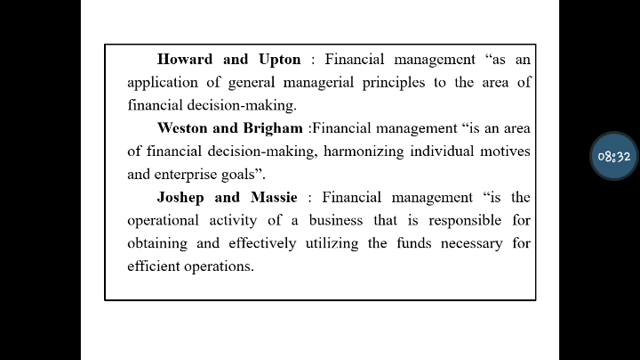 Howard and Upton : Financial management “as an
application of general managerial principles to the area of
financial decision-making.
Weston and Brigham :Financial management “is an area
of financial decision-making, harmonizing individual motives
and enterprise goals”.
Joshep and Massie : Financial management “is the
operational activity of a business that is responsible for
obtaining and effectively utilizing the funds necessary for
efficient operations.
08:32